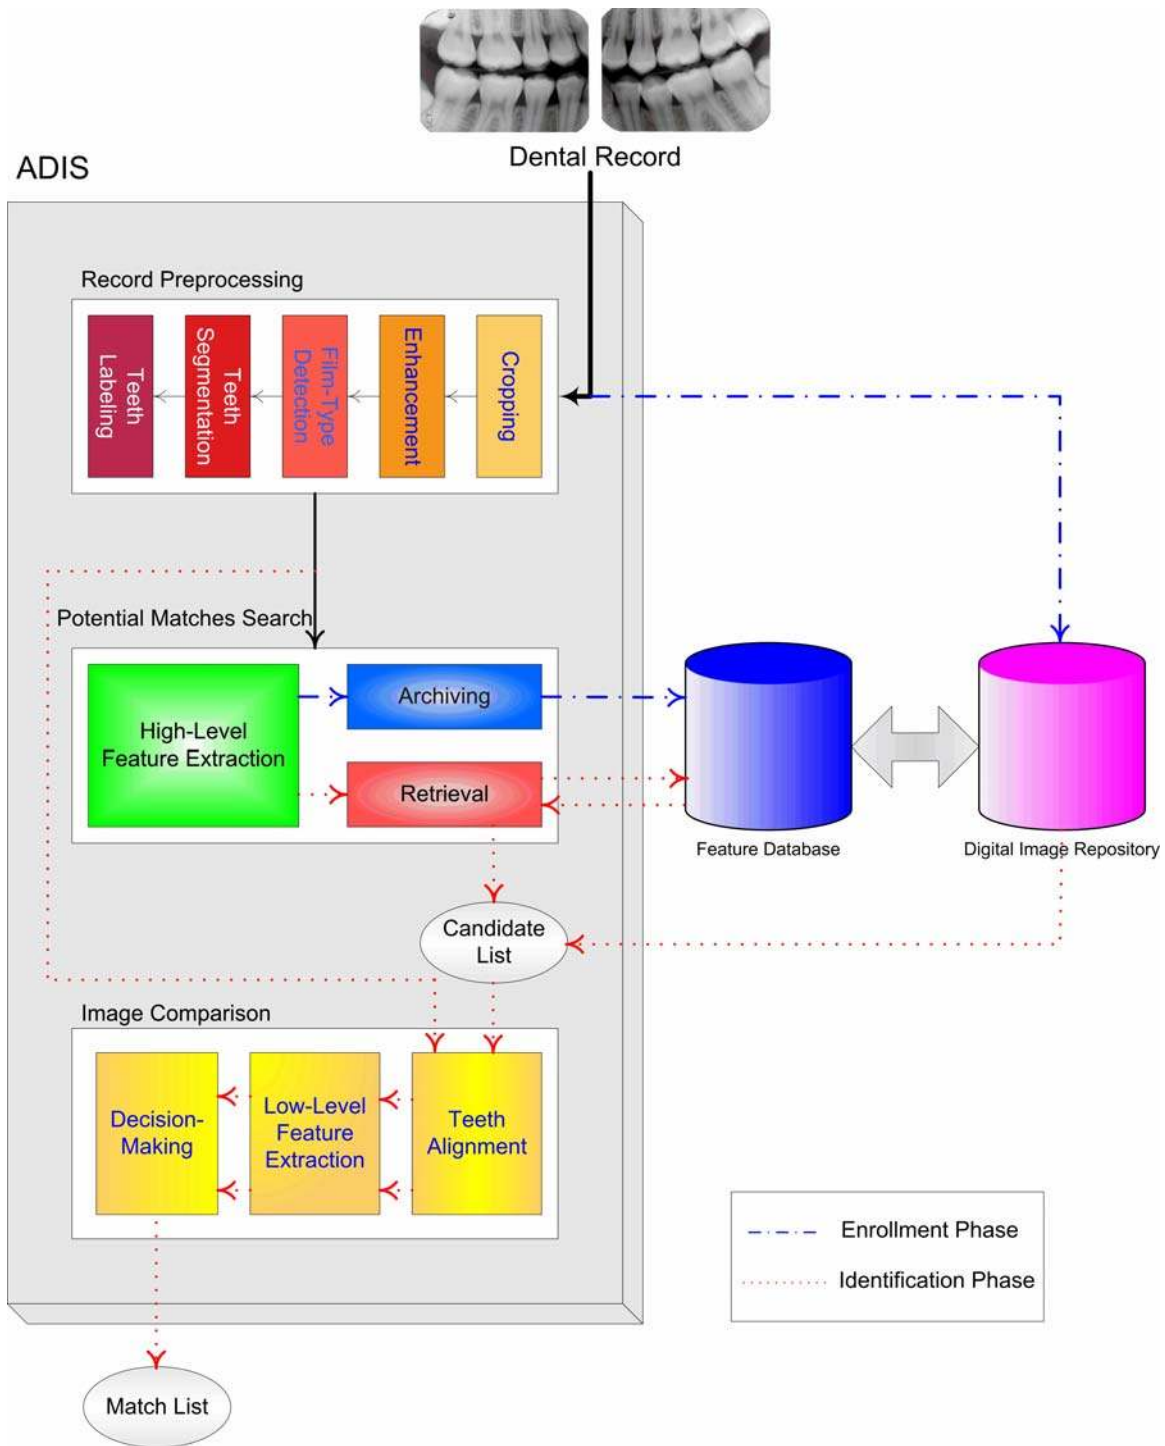 Dental Record
ADIS
Record Preprocessing
Teeth
Labeling
Teeth
Segmentation
Film-Type
Detection
Enhancement
Cropping
Potential Matches Search
High-Level
Feature Extraction
Archiving
Retrieval
Feature Database
Digital Image Repository
Candidate
List
Image Comparison
Decision-
Making
Low-Level
Feature
Extraction
Teeth
Alignment
Enrollment Phase
Identification Phase
Match List